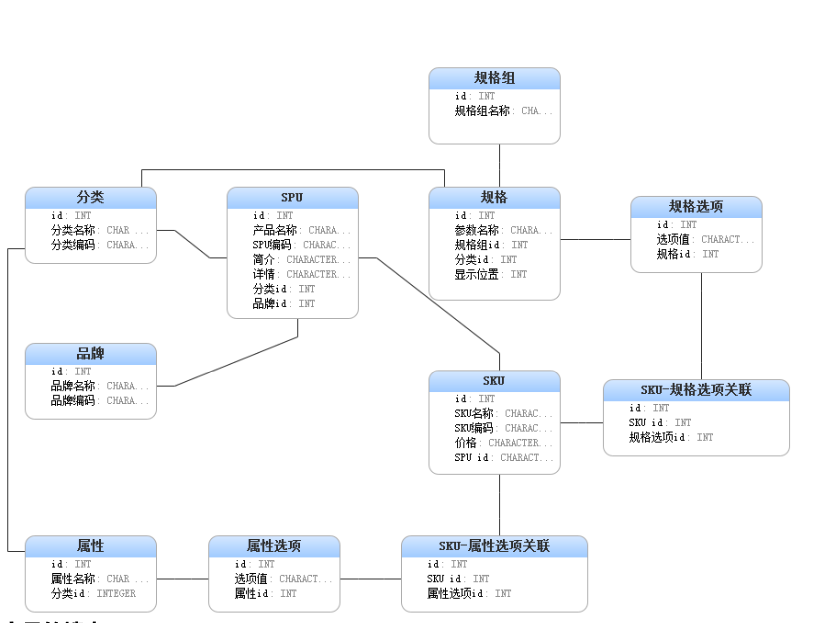 规格组
id: INT
规格组名称: CHA...
分类
id: INT
分类名称: CHAR ...
分类编码: CHARA...
SPU
id: INT
产品名称: CHARA...
SPU编码: CHARAC...
简介: CHARACTER...
详情: CHARACTER...
分类id: INT
品牌id: INT
规格
id: INT
参数名称: CHARA...
规格组id: INT
分类id: INT
显示位置: INT
规格选项
id: INT
选项值: CHARACT...
规格id: INT
品牌
id: INT
品牌名称: CHARA...
品牌编码: CHARA...
SKU
id: INT
SKU名称: CHARAC...
SKU编码: CHARAC...
价格: CHARACTER...
SPU id: CHARACT...
SKU-规格选项关联
id: INT
SKU id: INT
规格选项id: INT
属性
id: INT
属性名称: CHAR ...
分类id: INTEGER
属性选项
id: INT
选项值: CHARACT...
属性id: INT
SKU-属性选项关联
id: INT
SKU id: INT
属性选项id: INT